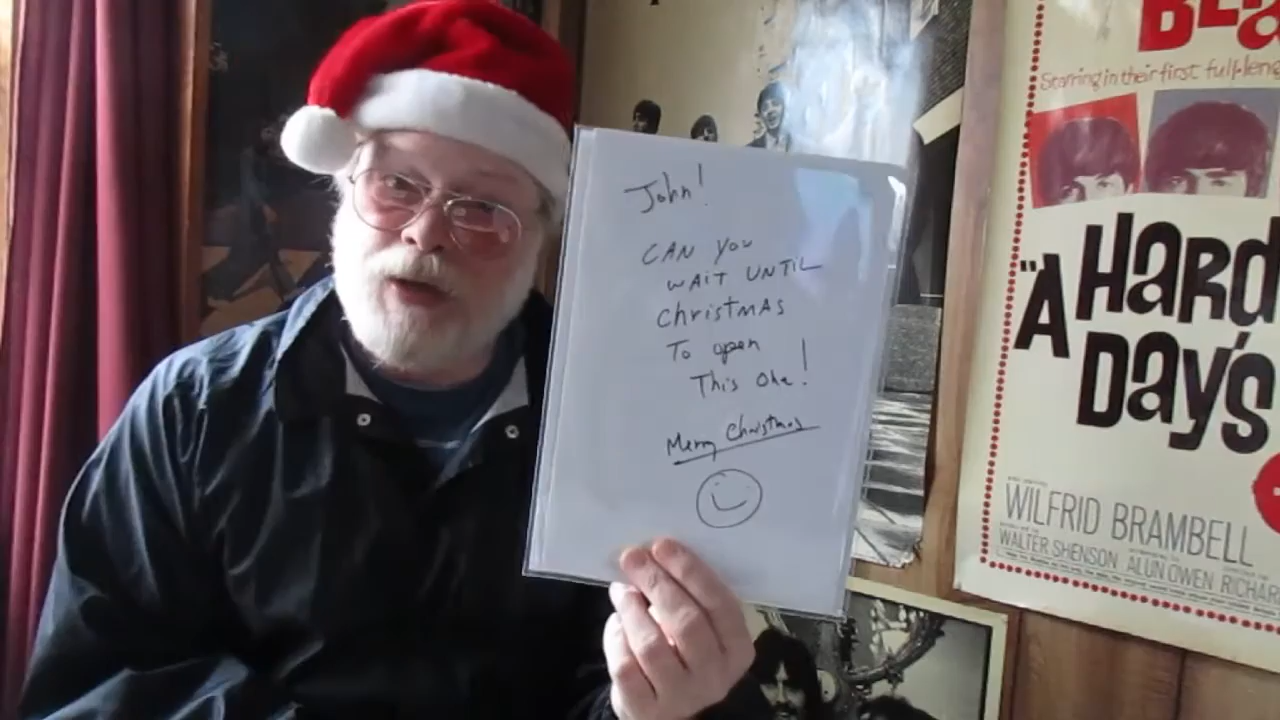 John!
CAN YOU
WAIT UNTIL
Christmas
To open
This One!
Merry Christmas
BEA
Starring in their first full-leng
"A HARD
DAY'S
WILFRID BRAMBELL
WALTER SHENSON
ALUN OWEN RICHAR